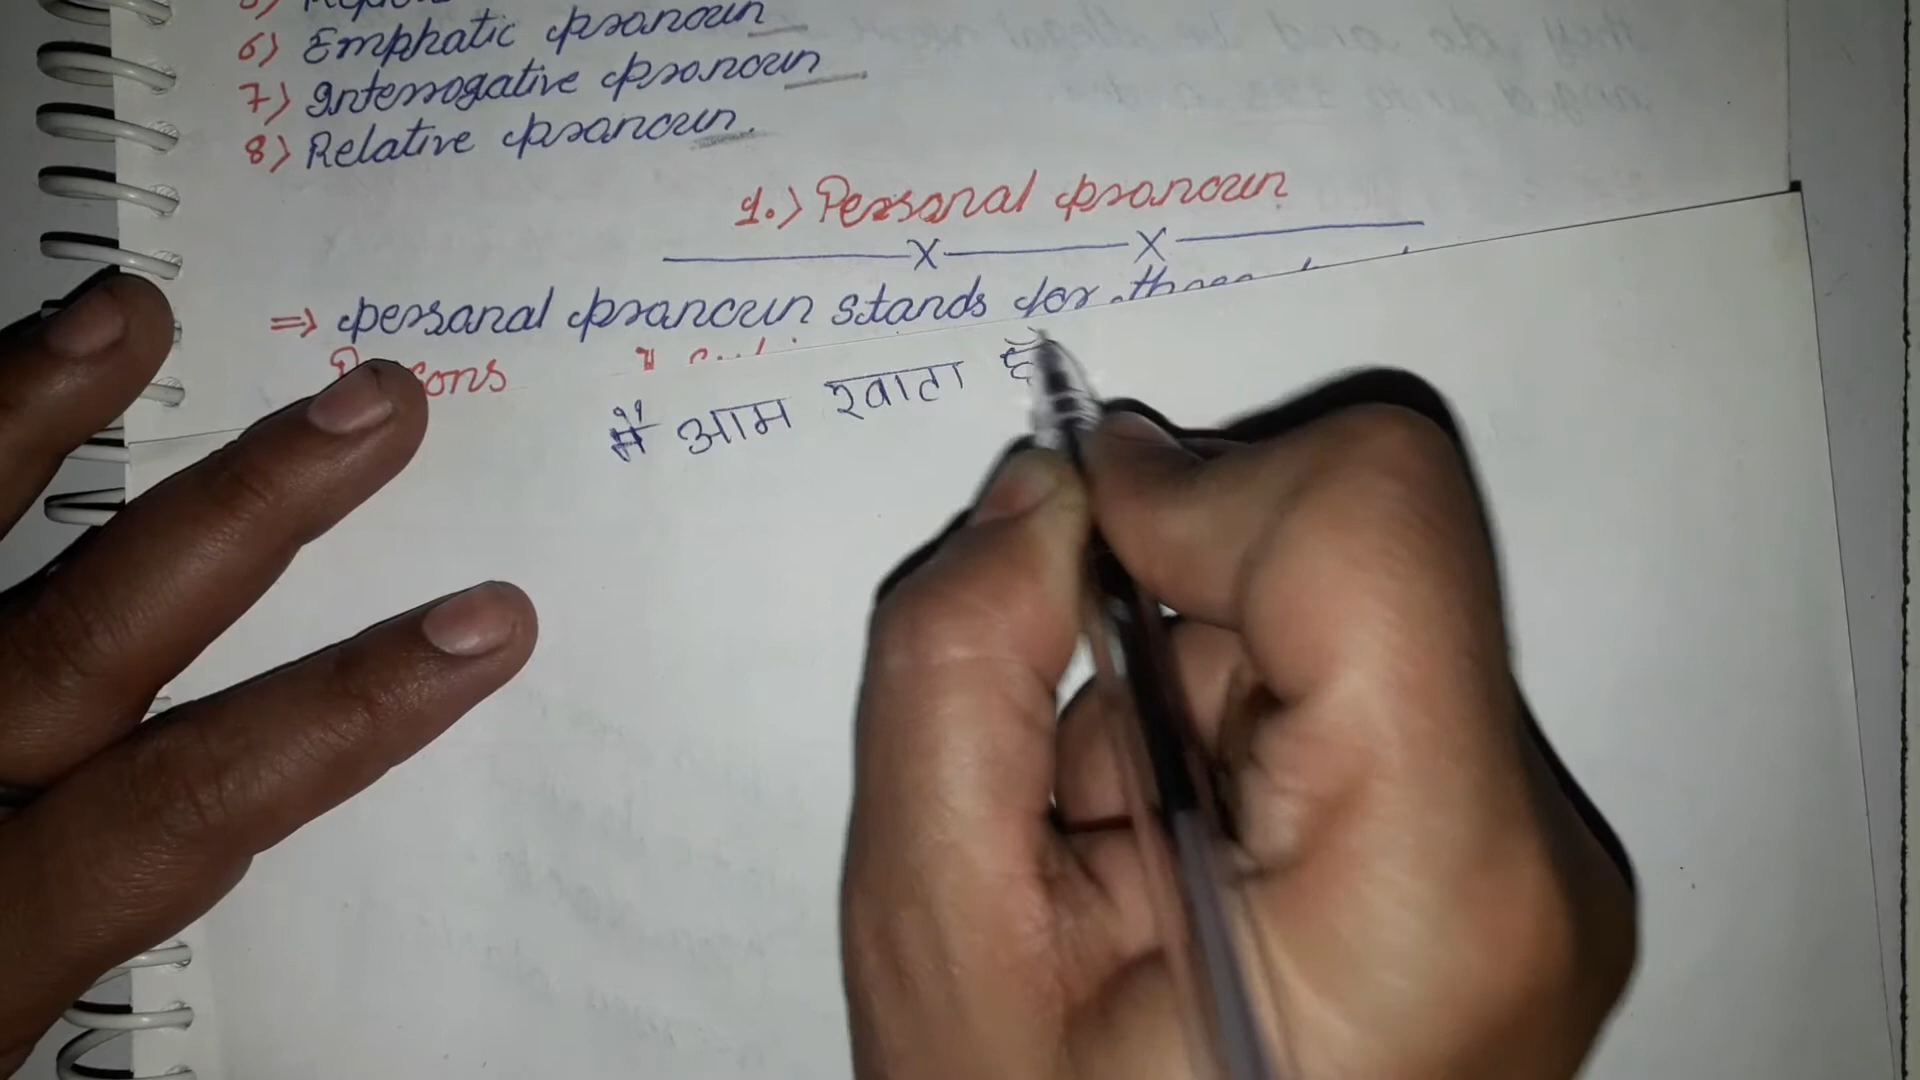 6) Emphatic pronoun
7) Interrogative pronoun
8) Relative pronoun.
1.) Personal pronoun
=> personal pronoun stands for
मैं आम खाता